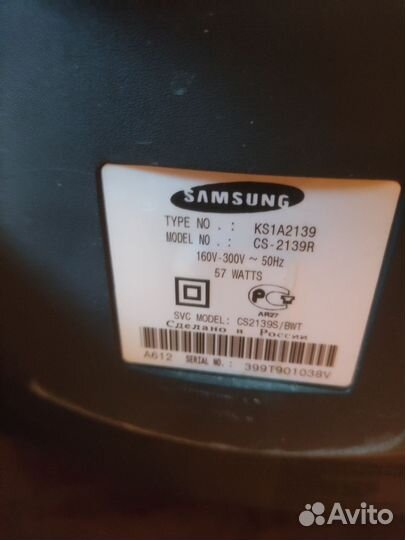 SAMSUNG
TYPE NO. : KS1A2139
MODEL NO. : CS-2139R
160V-300V ~ 50Hz
57 WATTS
АЯ27
SVC MODEL: CS2139S/BWT
Сделано в России
A612 SERIAL NO.: 399T901038V
Avito